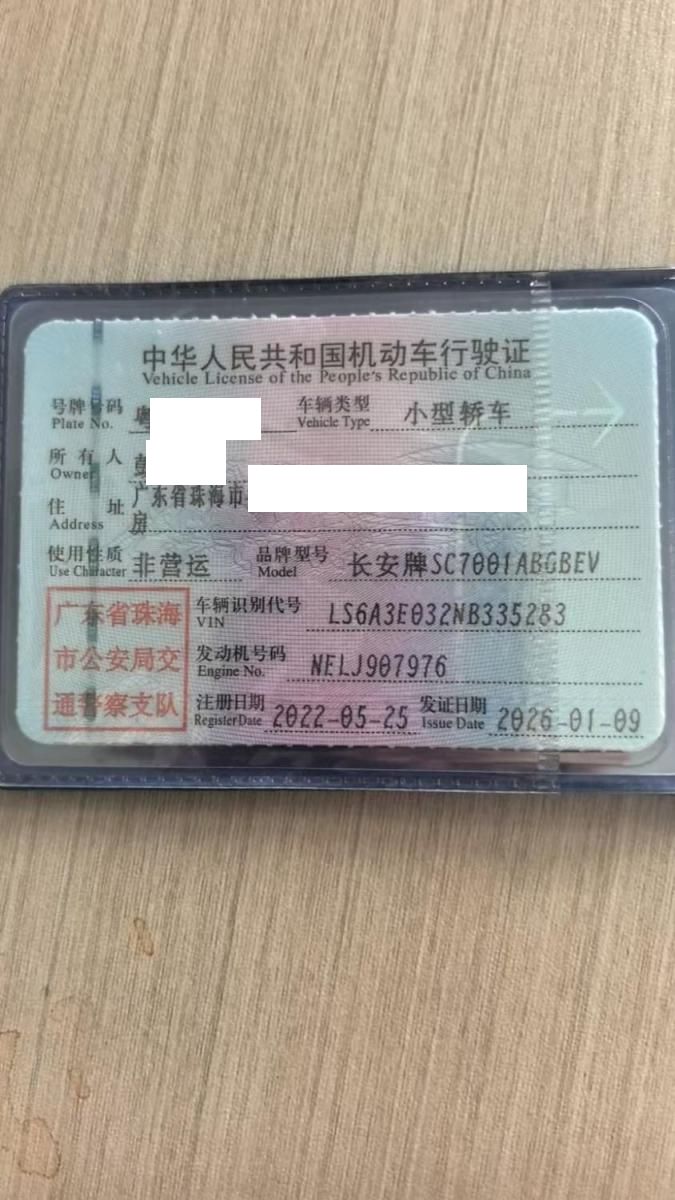 中华人民共和国机动车行驶证
Vehicle License of the People's Republic of China
号牌号码 粤 车辆类型 小型轿车
Plate No. Vehicle Type
所有人 彭
Owner
住址 广东省珠海市
Address 房
使用性质 非营运 品牌型号 长安牌SC7001ABGBEV
Use Character Model
广东省珠海 车辆识别代号 LS6A3E032NB335283
VIN
市公安局交 发动机号码 NELJ907976
Engine No.
通警察支队 注册日期 2022-05-25 发证日期 2026-01-09
Register Date Issue Date